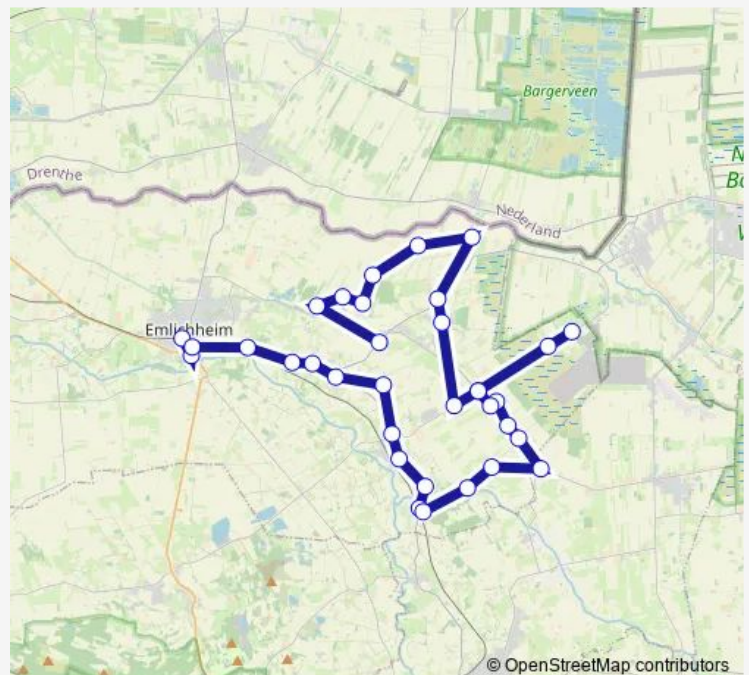 Bargerveen
Drenthe
Nederland
Emlichheim
© OpenStreetMap contributors